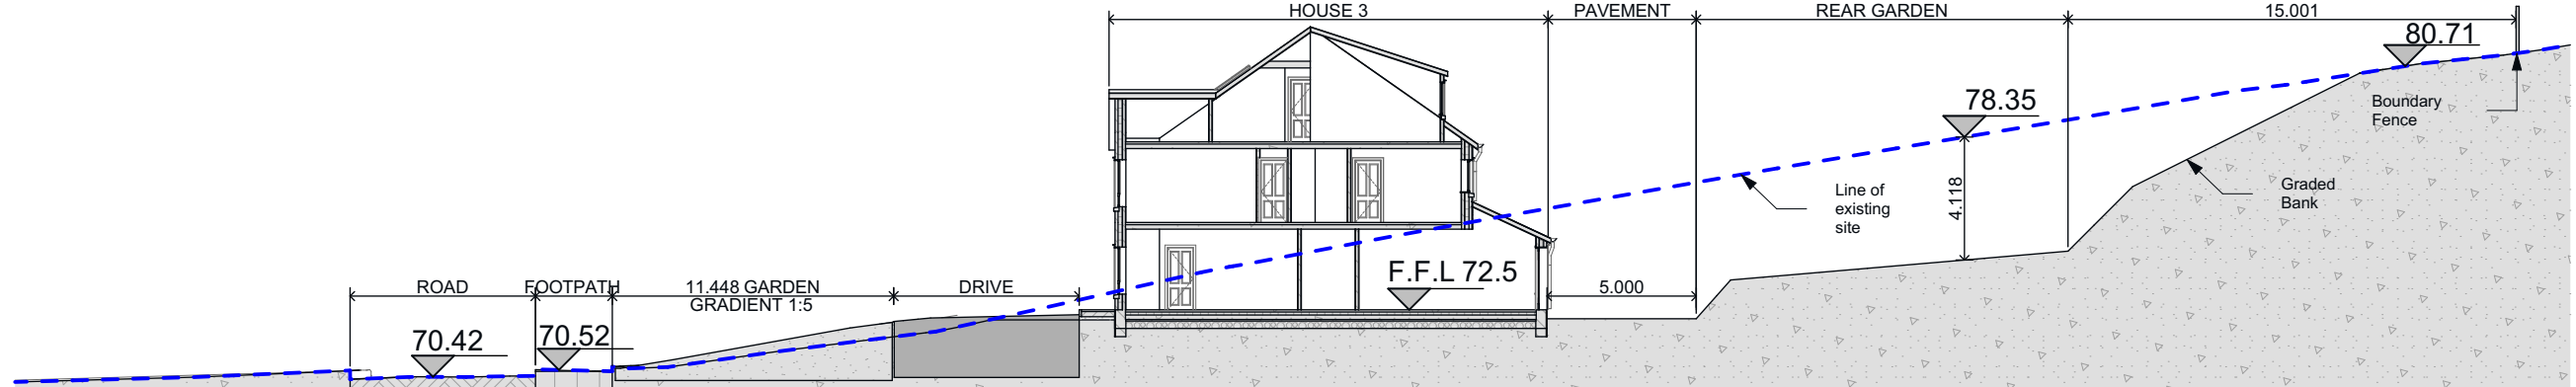 HOUSE 3
PAVEMENT
REAR GARDEN
15.001
80.71
78.35
Boundary
Fence
4.118
Line of
existing
site
Graded
Bank
F.F.L 72.5
ROAD
FOOTPATH
11.448 GARDEN
GRADIENT 1:5
DRIVE
5.000
70.42
70.52